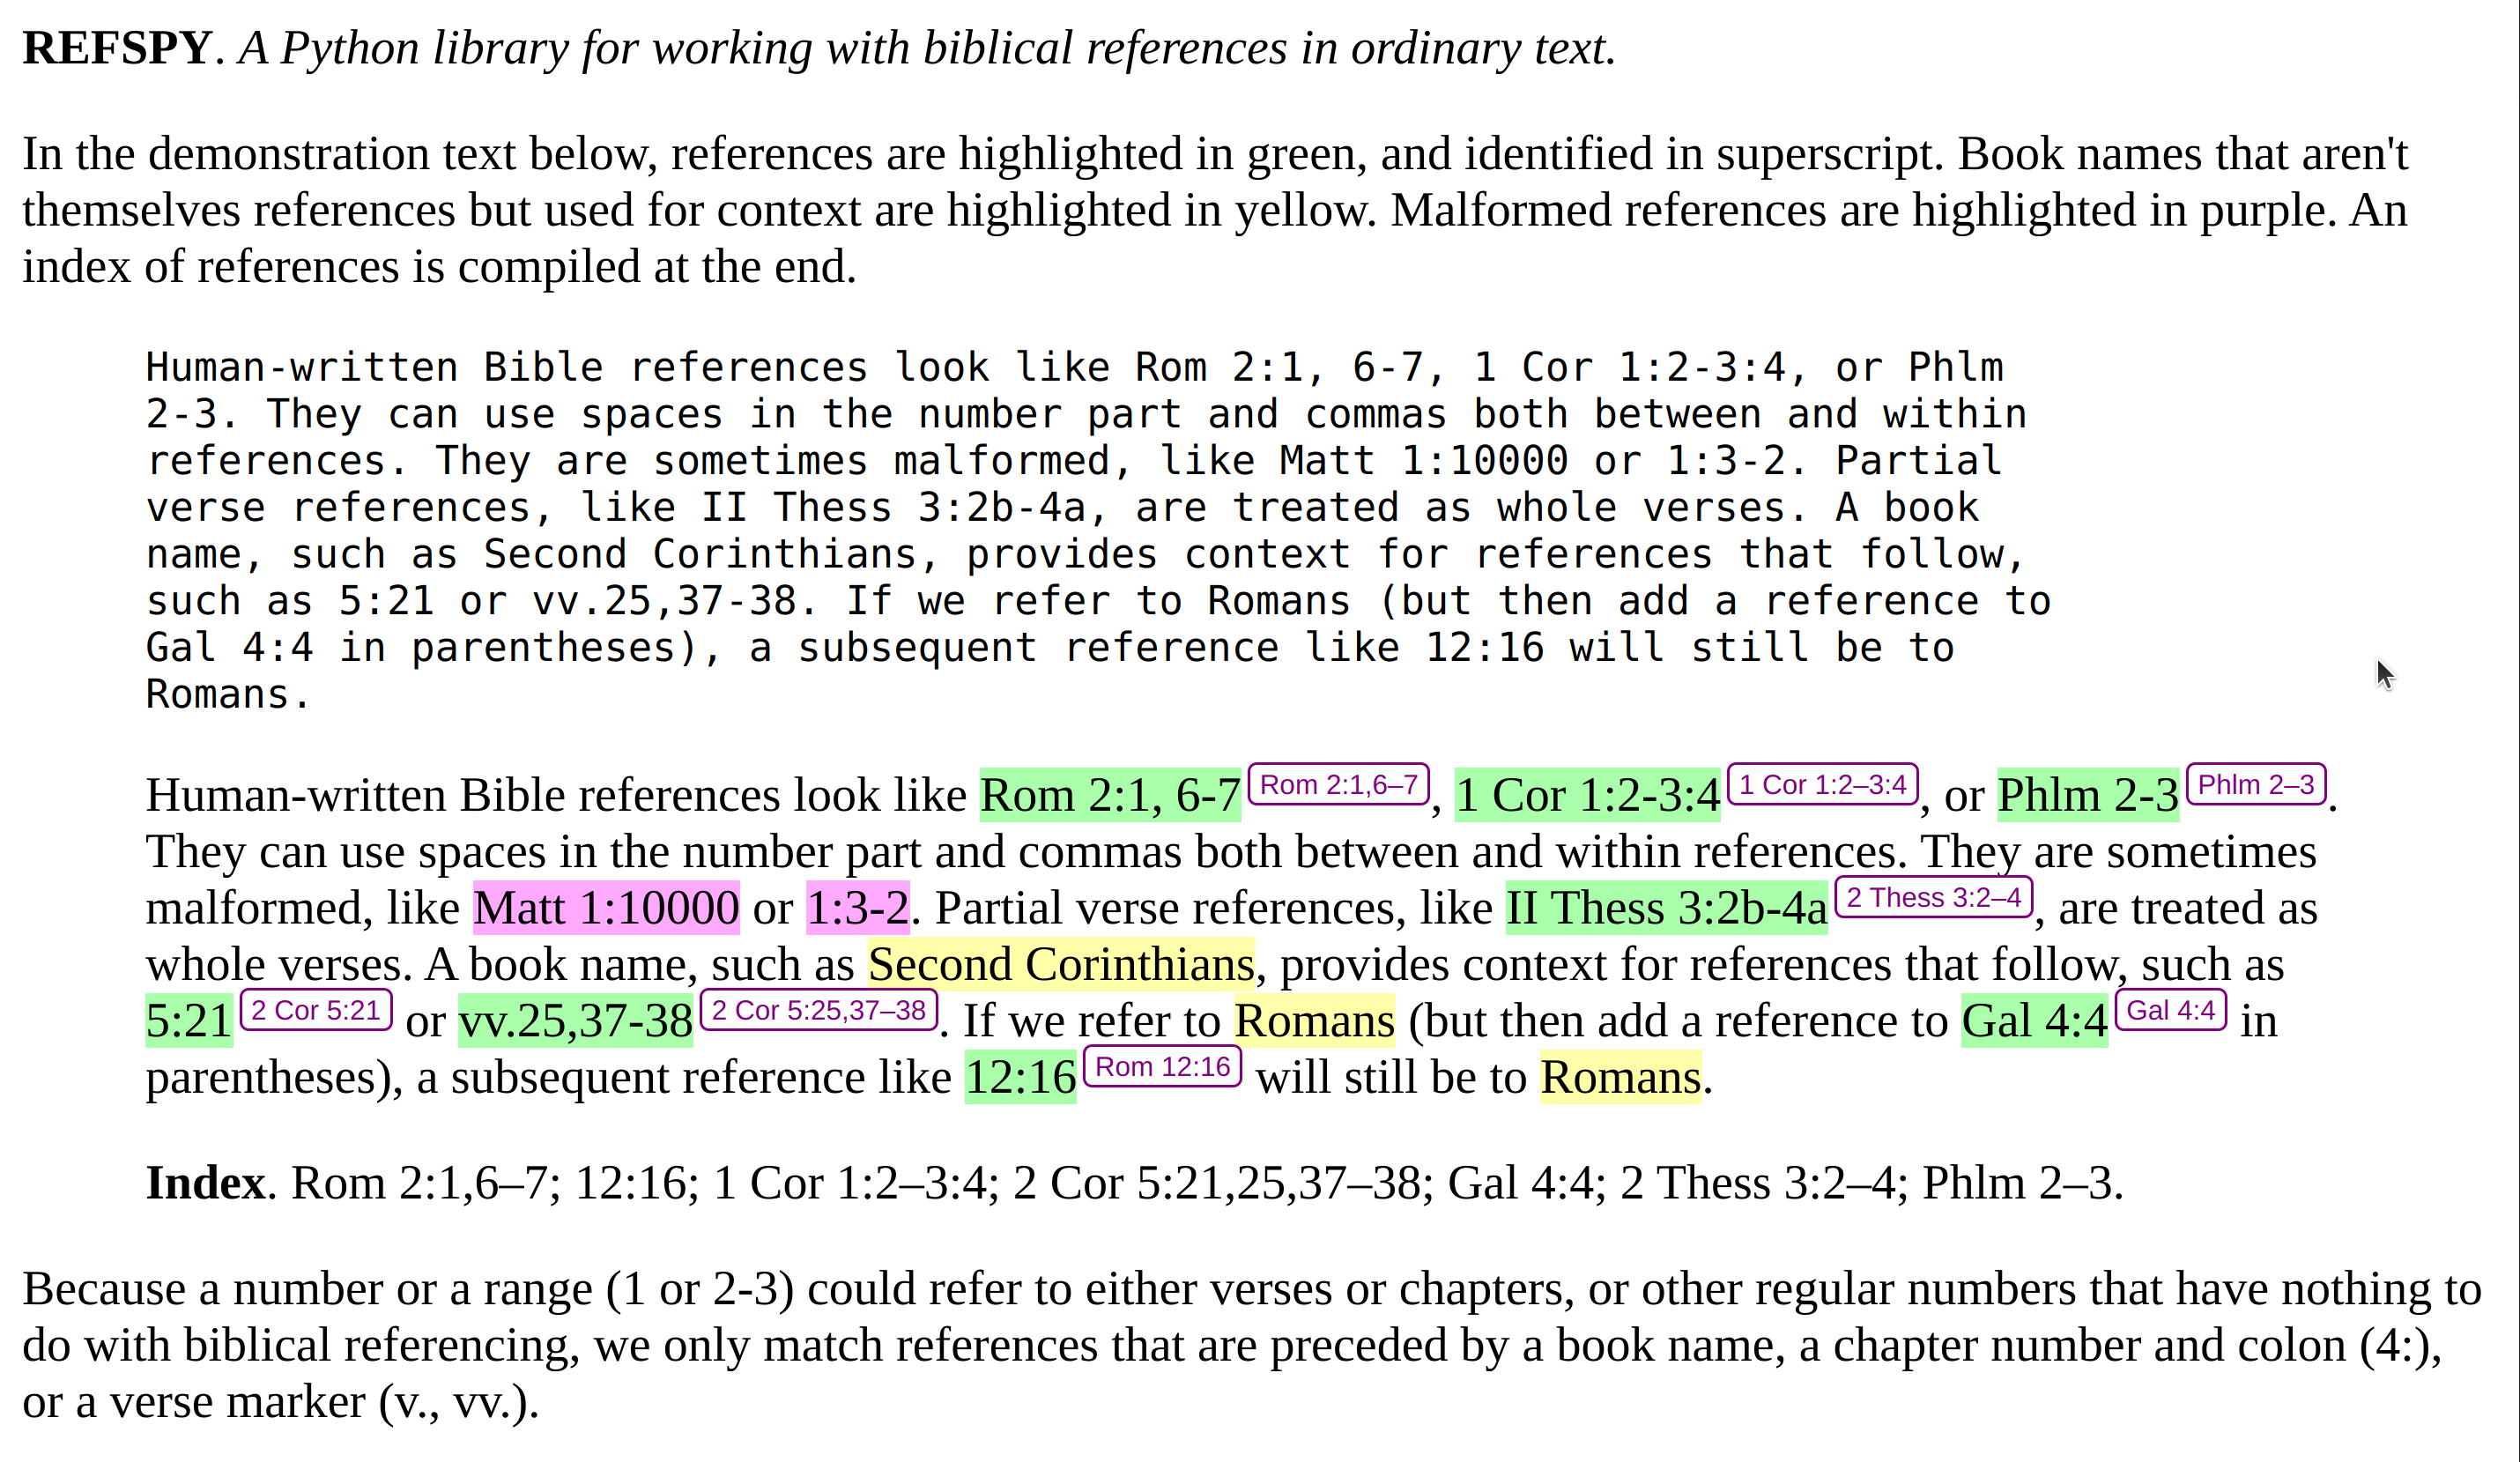 REFSPY. A Python library for working with biblical references in ordinary text.
In the demonstration text below, references are highlighted in green, and identified in superscript. Book names that aren't
themselves references but used for context are highlighted in yellow. Malformed references are highlighted in purple. An
index of references is compiled at the end.
Human-written Bible references look like Rom 2:1, 6-7, 1 Cor 1:2-3:4, or Phlm
2-3. They can use spaces in the number part and commas both between and within
references. They are sometimes malformed, like Matt 1:10000 or 1:3-2. Partial
verse references, like II Thess 3:2b-4a, are treated as whole verses. A book
name, such as Second Corinthians, provides context for references that follow,
such as 5:21 or vv.25,37-38. If we refer to Romans (but then add a reference to
Gal 4:4 in parentheses), a subsequent reference like 12:16 will still be to
Romans.
Human-written Bible references look like Rom 2:1, 6-7 Rom 2:1,6–7, 1 Cor 1:2-3:4 1 Cor 1:2–3:4, or Phlm 2-3 Phlm 2–3.
They can use spaces in the number part and commas both between and within references. They are sometimes
malformed, like Matt 1:10000 or 1:3-2. Partial verse references, like II Thess 3:2b-4a 2 Thess 3:2–4, are treated as
whole verses. A book name, such as Second Corinthians, provides context for references that follow, such as
5:21 2 Cor 5:21 or vv.25,37-38 2 Cor 5:25,37–38. If we refer to Romans (but then add a reference to Gal 4:4 Gal 4:4 in
parentheses), a subsequent reference like 12:16 Rom 12:16 will still be to Romans.
Index. Rom 2:1,6–7; 12:16; 1 Cor 1:2–3:4; 2 Cor 5:21,25,37–38; Gal 4:4; 2 Thess 3:2–4; Phlm 2–3.
Because a number or a range (1 or 2-3) could refer to either verses or chapters, or other regular numbers that have nothing to
do with biblical referencing, we only match references that are preceded by a book name, a chapter number and colon (4:),
or a verse marker (v., vv.).